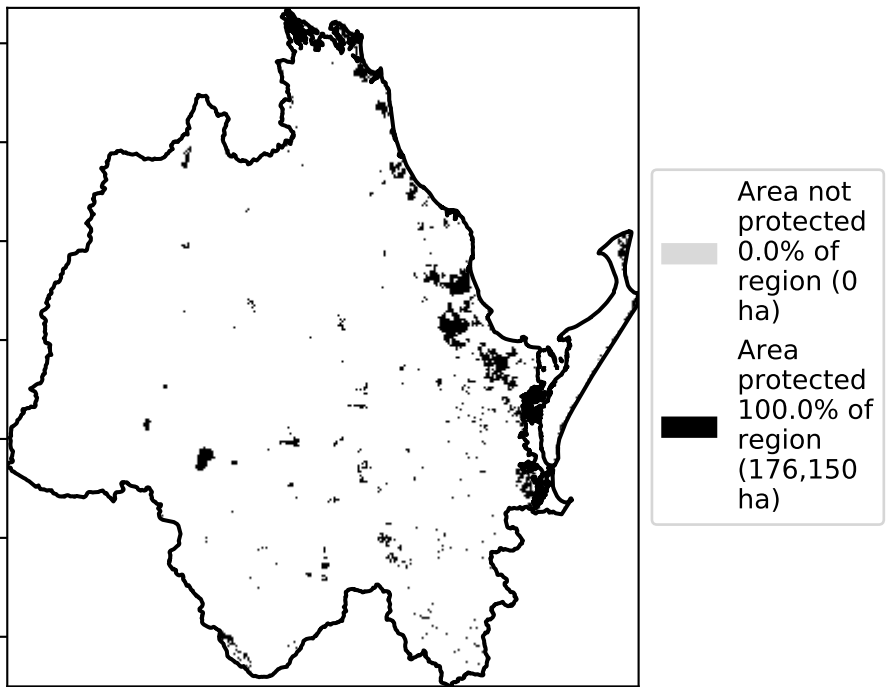 Area not
protected
0.0% of
region (0
ha)
Area
protected
100.0% of
region
(176,150
ha)